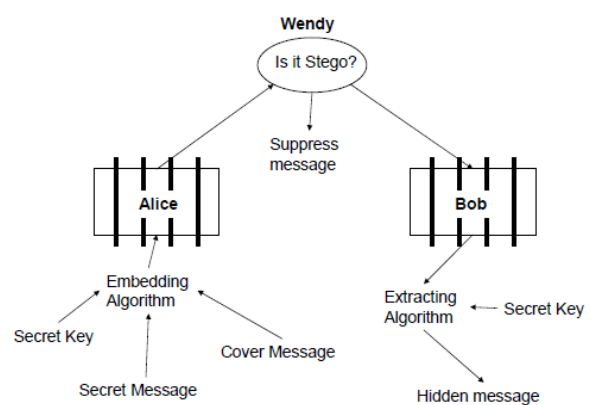 Wendy
Is it Stego?
Suppress
message
Alice
Bob
Embedding
Algorithm
Secret Key
Cover Message
Secret Message
Extracting
Algorithm
Secret Key
Hidden message